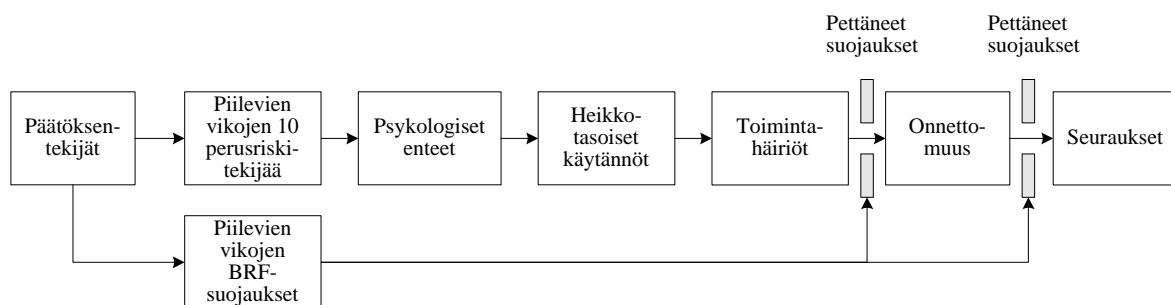 Pettäneet
suojaukset
Pettäneet
suojaukset
Päätöksen-
tekijät
Piilevien
vikojen 10
perusriski-
tekijää
Psykologiset
enteet
Heikko-
tasoiset
käytännöt
Toiminta-
häiriöt
Onnetto-
muus
Seuraukset
Piilevien
vikojen
BRF-
suojaukset